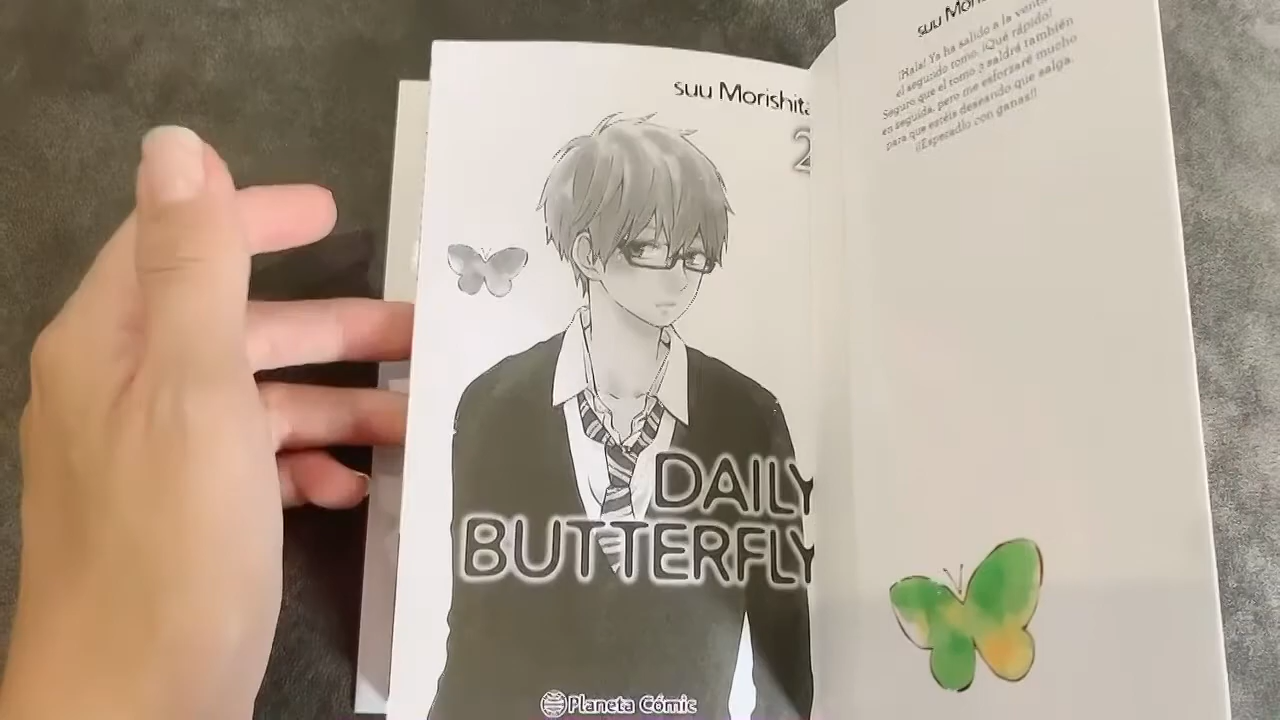 suu Morishita
2
DAILY
BUTTERFLY
Planeta Cómic
suu Mori
¡Hala! Ya ha salido a la venta
el segundo tomo. ¡Qué rápido!
Seguro que el tomo 3 saldrá también
en seguida, pero me esforzaré mucho
para que estéis deseando que salga.
¡¡Esperadlo con ganas!!